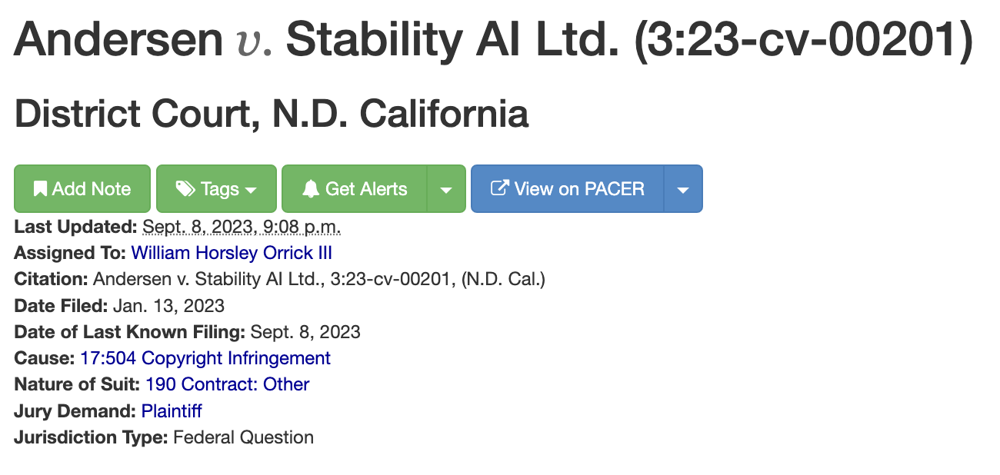 Andersen v. Stability AI Ltd. (3:23-cv-00201)
District Court, N.D. California
Add Note Tags Get Alerts View on PACER
Last Updated: Sept. 8, 2023, 9:08 p.m.
Assigned To: William Horsley Orrick III
Citation: Andersen v. Stability AI Ltd., 3:23-cv-00201, (N.D. Cal.)
Date Filed: Jan. 13, 2023
Date of Last Known Filing: Sept. 8, 2023
Cause: 17:504 Copyright Infringement
Nature of Suit: 190 Contract: Other
Jury Demand: Plaintiff
Jurisdiction Type: Federal Question